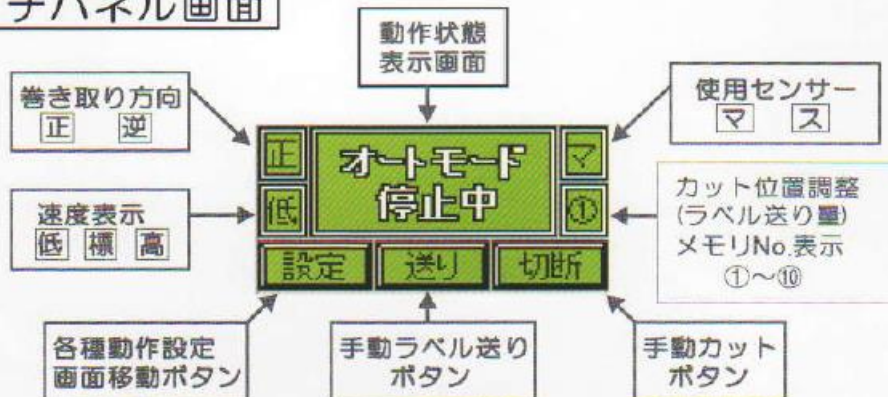 チパネル画面
動作状態
表示画面
巻き取り方向
正 逆
使用センサー
マ ス
正
オートモード
マ
低
停止中
①
速度表示
低 標 高
カット位置調整
(ラベル送り量)
メモリNo.表示
①～⑩
設定 送り 切断
各種動作設定
画面移動ボタン
手動ラベル送り
ボタン
手動カット
ボタン